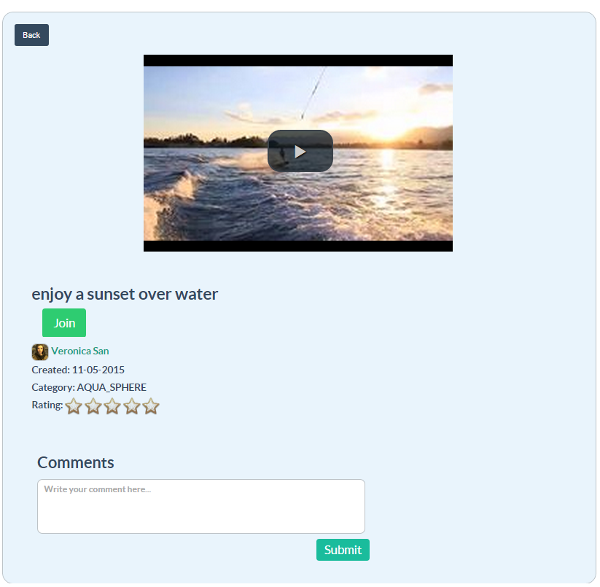 Back
enjoy a sunset over water
Join
Veronica San
Created: 11-05-2015
Category: AQUA_SPHERE
Rating:
Comments
Write your comment here...
Submit